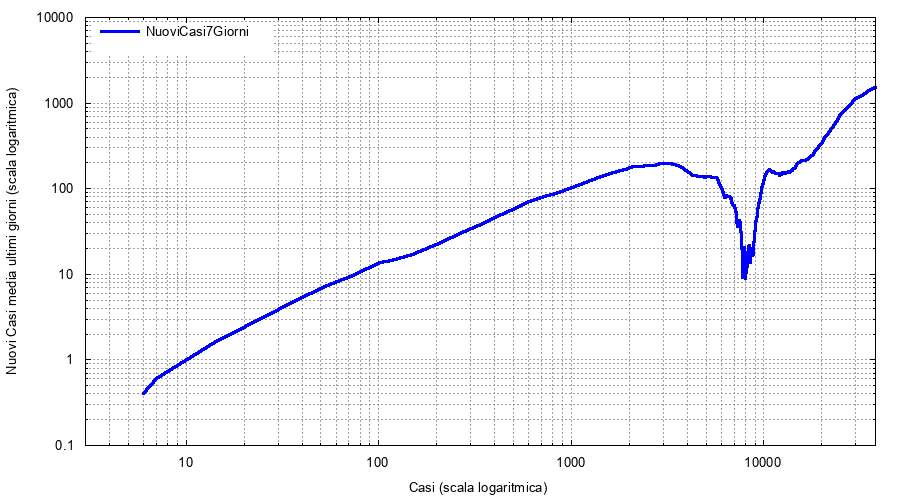 10000
NuoviCasi7Giorni
1000
100
10
1
0.1
Nuovi Casi media ultimi giorni (scala logaritmica)
10 100 1000 10000
Casi (scala logaritmica)